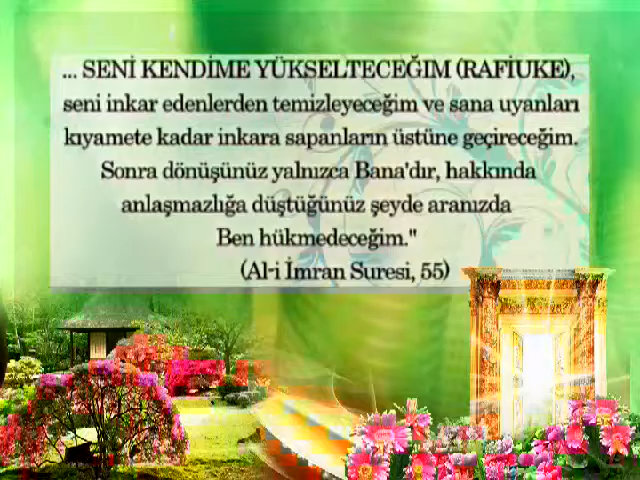 ... SENİ KENDİME YÜKSELTECEĞIM (RAFİUKE),
seni inkar edenlerden temizleyeceğim ve sana uyanları
kıyamete kadar inkara sapanların üstüne geçireceğim.
Sonra dönüşünüz yalnızca Bana'dır, hakkında
anlaşmazlığa düştüğünüz şeyde aranızda
Ben hükmedeceğim."
(Al-i İmran Suresi, 55)